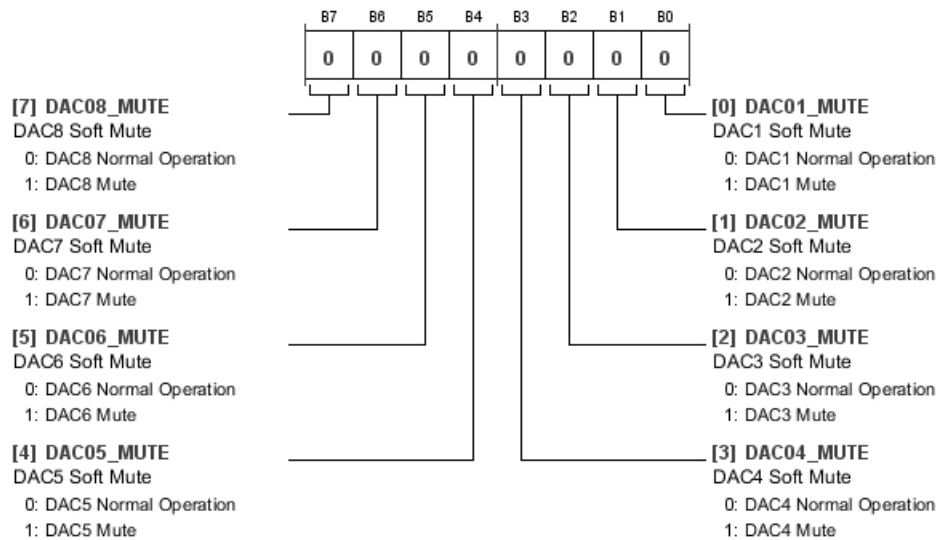 B7 B6 B5 B4 B3 B2 B1 B0
0 0 0 0 0 0 0 0
[7] DAC08_MUTE
DAC8 Soft Mute
0: DAC8 Normal Operation
1: DAC8 Mute
[6] DAC07_MUTE
DAC7 Soft Mute
0: DAC7 Normal Operation
1: DAC7 Mute
[5] DAC06_MUTE
DAC6 Soft Mute
0: DAC6 Normal Operation
1: DAC6 Mute
[4] DAC05_MUTE
DAC5 Soft Mute
0: DAC5 Normal Operation
1: DAC5 Mute
[0] DAC01_MUTE
DAC1 Soft Mute
0: DAC1 Normal Operation
1: DAC1 Mute
[1] DAC02_MUTE
DAC2 Soft Mute
0: DAC2 Normal Operation
1: DAC2 Mute
[2] DAC03_MUTE
DAC3 Soft Mute
0: DAC3 Normal Operation
1: DAC3 Mute
[3] DAC04_MUTE
DAC4 Soft Mute
0: DAC4 Normal Operation
1: DAC4 Mute